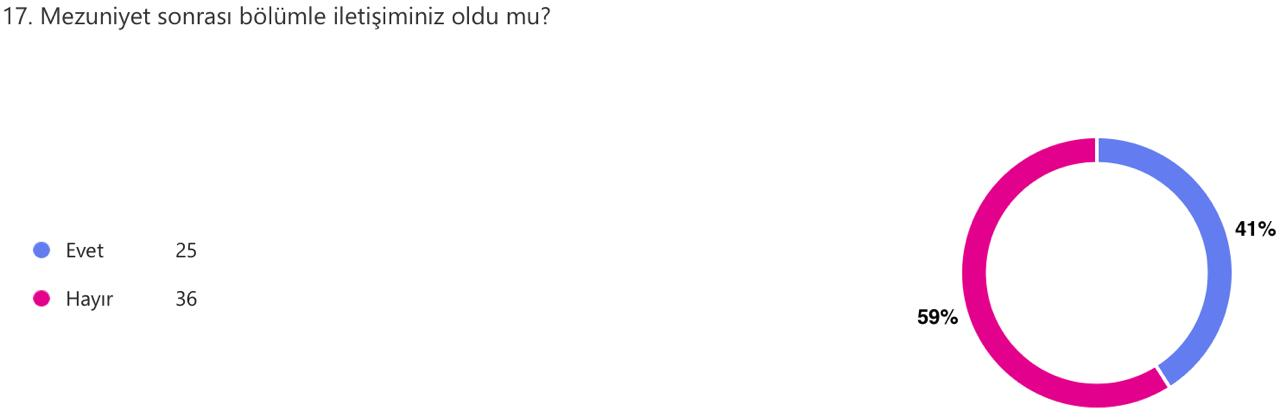 17. Mezuniyet sonrası bölümle iletişiminiz oldu mu?
41%
Evet 25
Hayır 36
59%